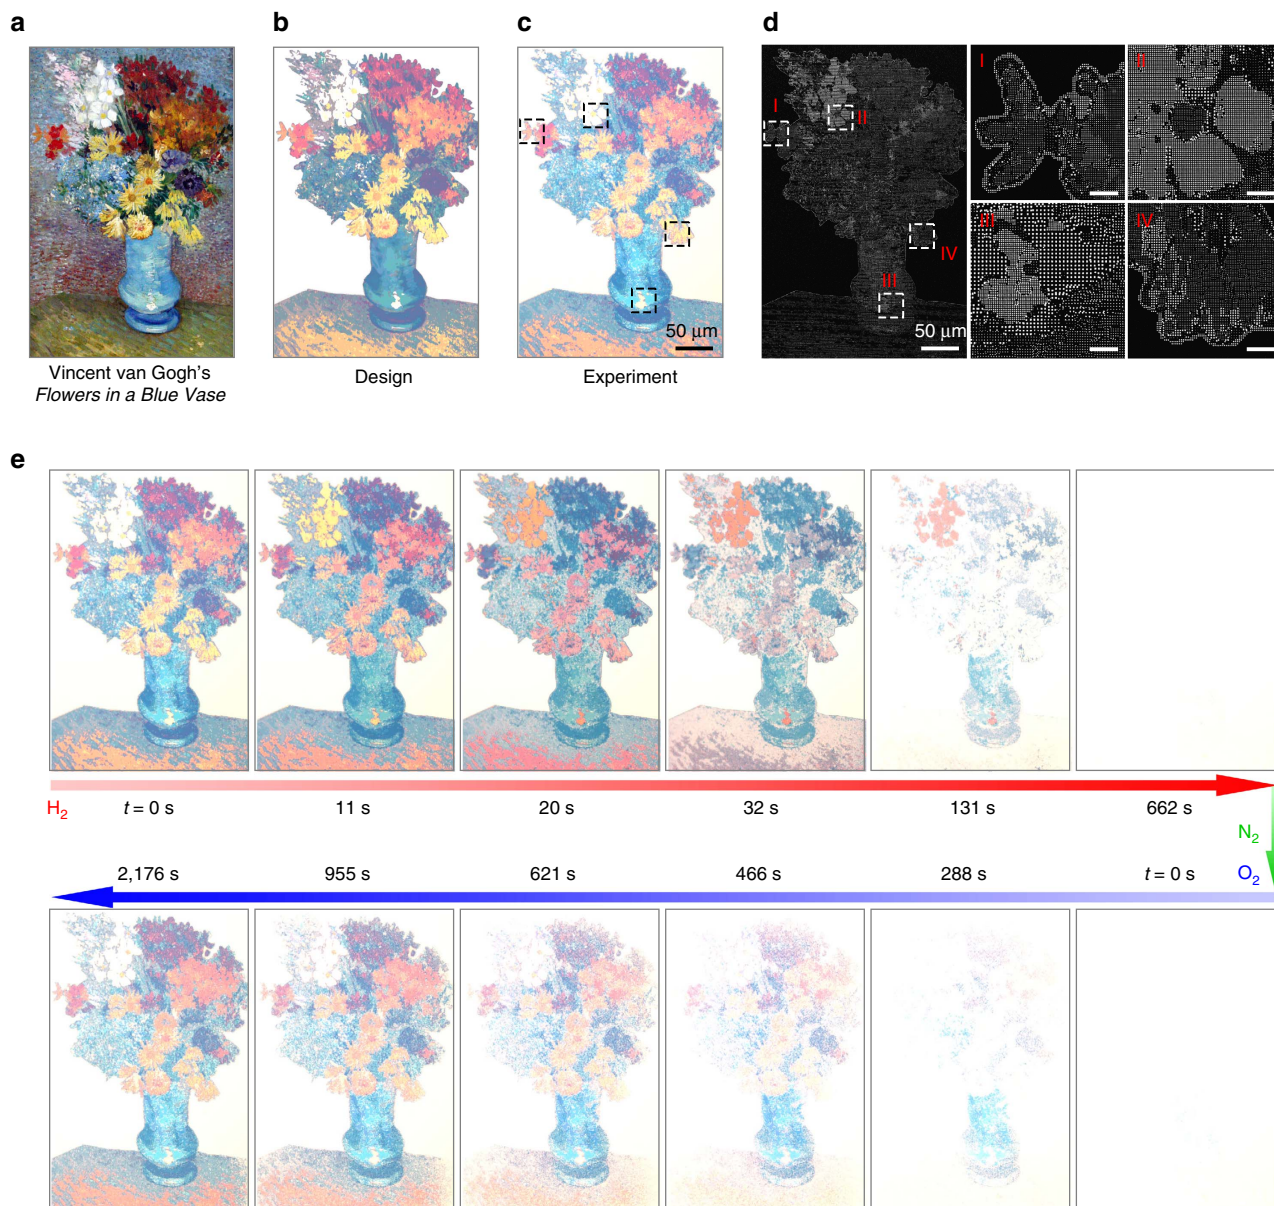 a
b
c
d
I
II
III
IV
I
II
III
IV
50 μm
50 μm
Vincent van Gogh's
Flowers in a Blue Vase
Design
Experiment
e
H2
t = 0 s
11 s
20 s
32 s
131 s
662 s
N2
2,176 s
955 s
621 s
466 s
288 s
t = 0 s
O2